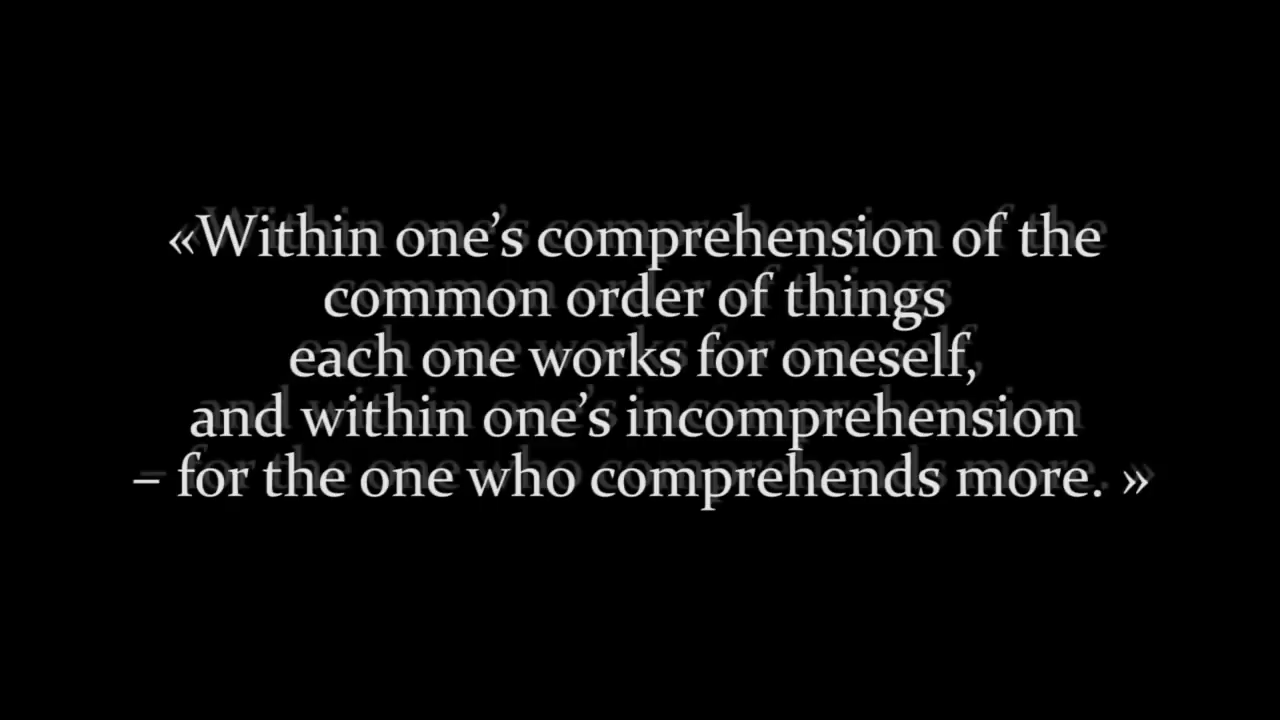 «Within one’s comprehension of the
common order of things
each one works for oneself,
and within one’s incomprehension
– for the one who comprehends more. »